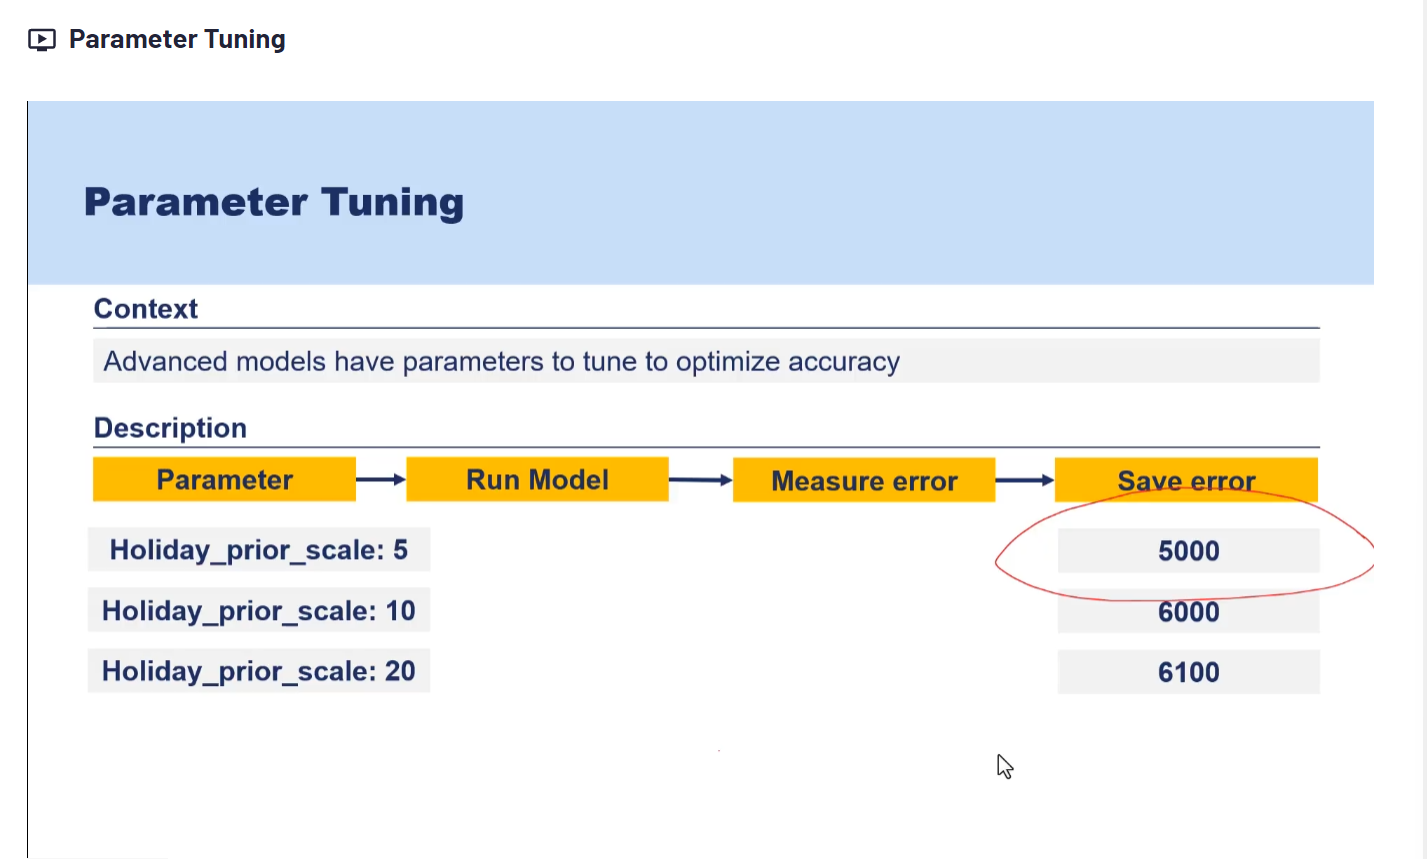 Parameter Tuning
Parameter Tuning
Context
Advanced models have parameters to tune to optimize accuracy
Description
Parameter Run Model Measure error Save error
Holiday_prior_scale: 5 5000
Holiday_prior_scale: 10 6000
Holiday_prior_scale: 20 6100